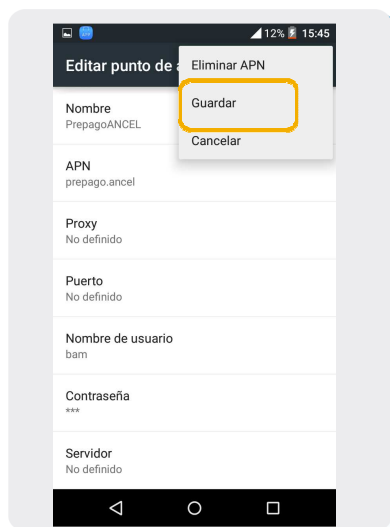 12% 15:45
Editar punto de a
Eliminar APN
Guardar
Cancelar
Nombre
PrepagoANCEL
APN
prepago.ancel
Proxy
No definido
Puerto
No definido
Nombre de usuario
bam
Contraseña
***
Servidor
No definido